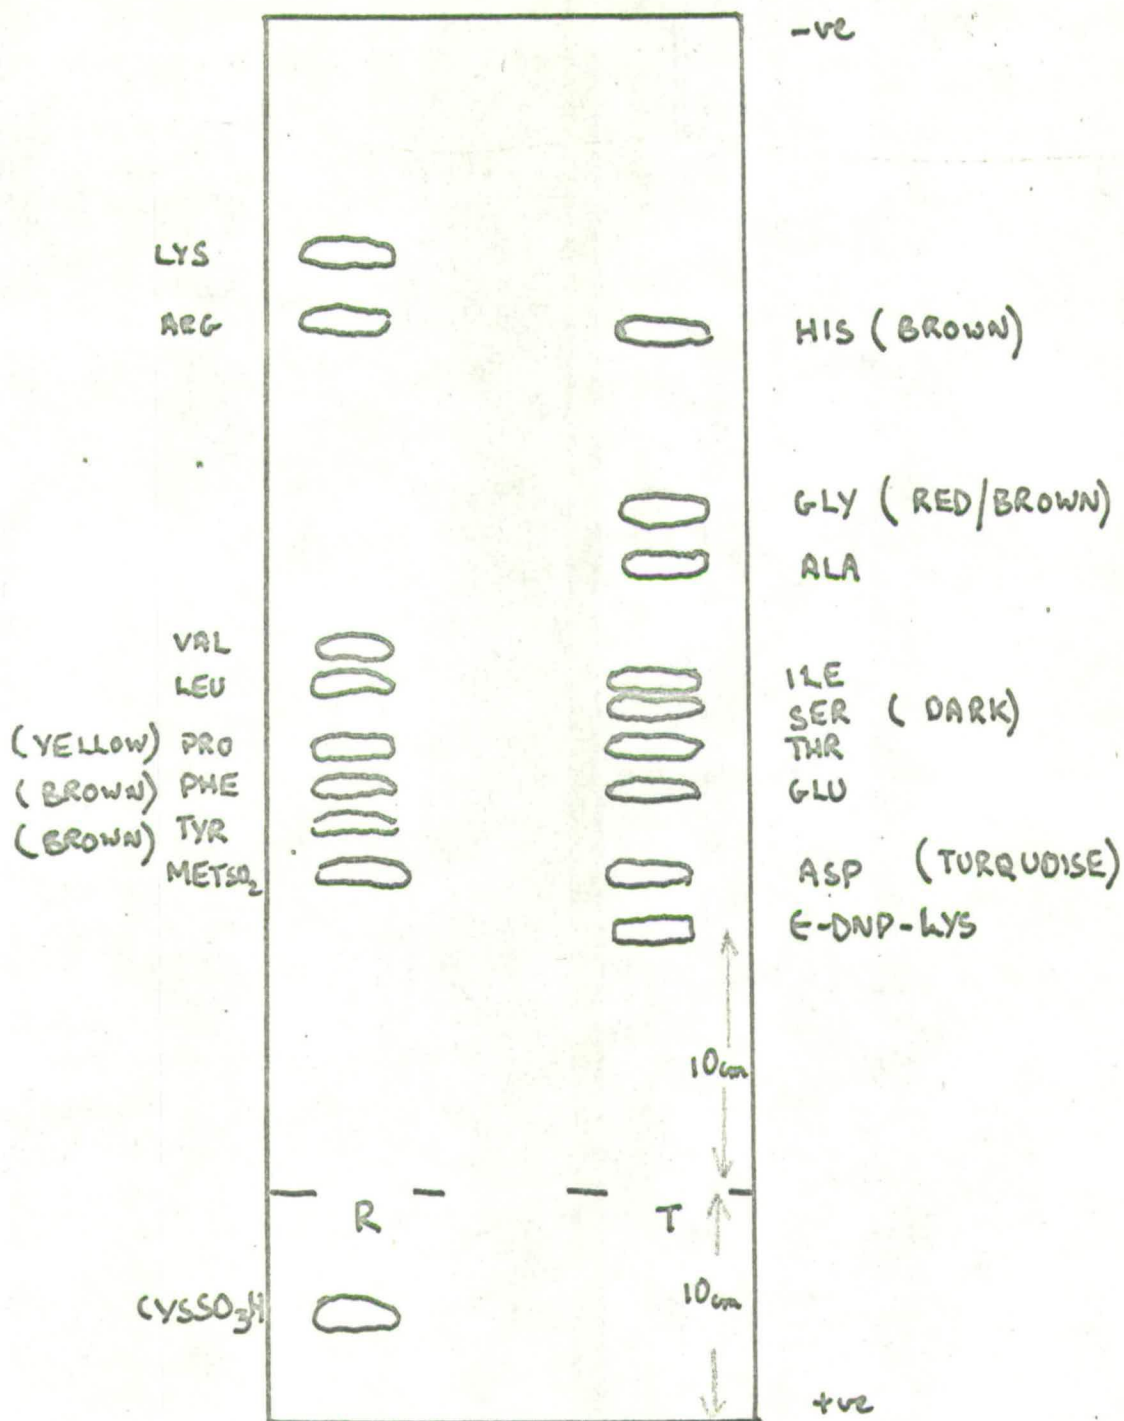 -ve
LYS
ARG
HIS (BROWN)
GLY (RED/BROWN)
ALA
VAL
LEU
ILE
SER (DARK)
(YELLOW) PRO
THR
(BROWN) PHE
GLU
(BROWN) TYR
METSO₂
ASP (TURQUOISE)
ε-DNP-LYS
10cm
R
T
10cm
CYSSO₃H
+ve